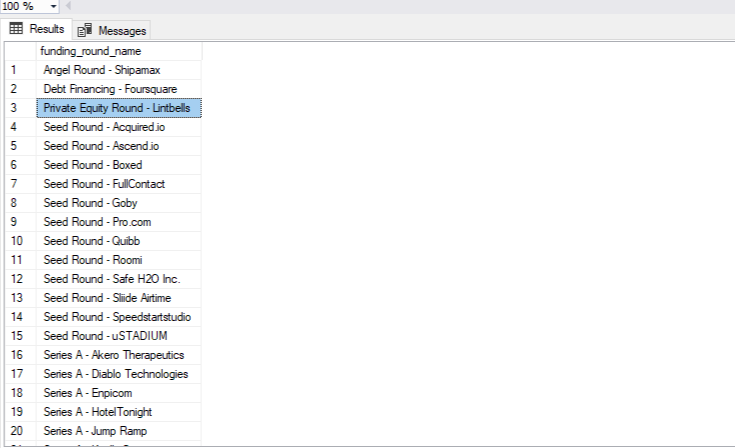 100 %
Results Messages
funding_round_name
1 Angel Round - Shipamax
2 Debt Financing - Foursquare
3 Private Equity Round - Lintbells
4 Seed Round - Acquired.io
5 Seed Round - Ascend.io
6 Seed Round - Boxed
7 Seed Round - FullContact
8 Seed Round - Goby
9 Seed Round - Pro.com
10 Seed Round - Quibb
11 Seed Round - Roomi
12 Seed Round - Safe H2O Inc.
13 Seed Round - Sliide Airtime
14 Seed Round - Speedstartstudio
15 Seed Round - uSTADIUM
16 Series A - Akero Therapeutics
17 Series A - Diablo Technologies
18 Series A - Enpicom
19 Series A - HotelTonight
20 Series A - Jump Ramp